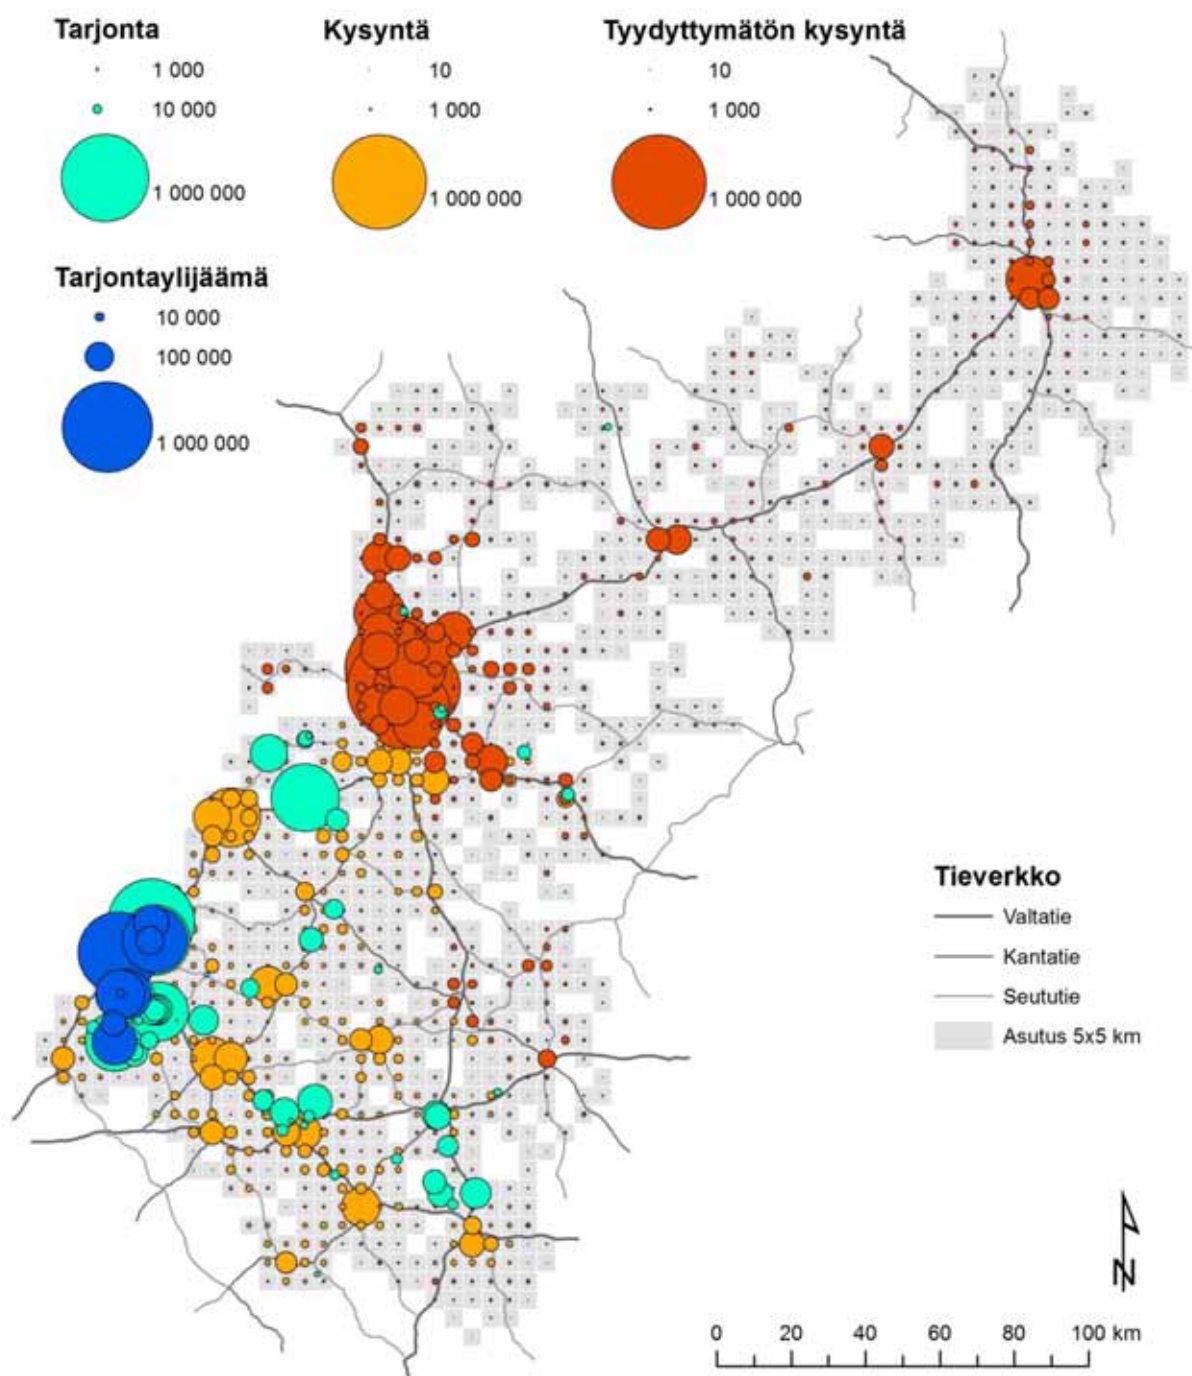 Tarjonta
1 000
10 000
1 000 000
Kysyntä
10
1 000
1 000 000
Tyydyttymätön kysyntä
10
1 000
1 000 000
Tarjontaylijäämä
10 000
100 000
1 000 000
Tieverkko
Valtatie
Kantatie
Seututie
Asutus 5x5 km
N
0 20 40 60 80 100 km